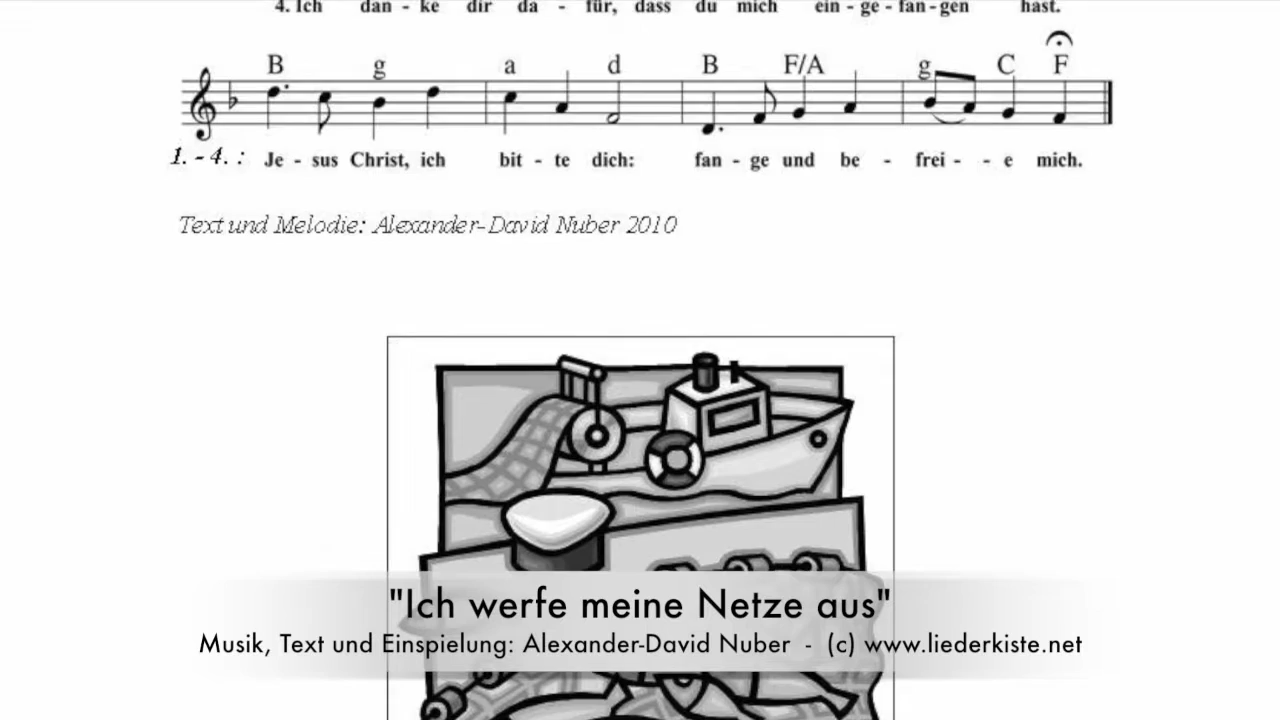 4. Ich dan - ke dir da - für, dass du mich ein - ge - fan - gen hast.
B g a d B F/A g C F
1. - 4. : Je - sus Christ, ich bit - te dich: fan - ge und be - frei - - e mich.
Text und Melodie: Alexander-David Nuber 2010
"Ich werfe meine Netze aus"
Musik, Text und Einspielung: Alexander-David Nuber - (c) www.liederkiste.net